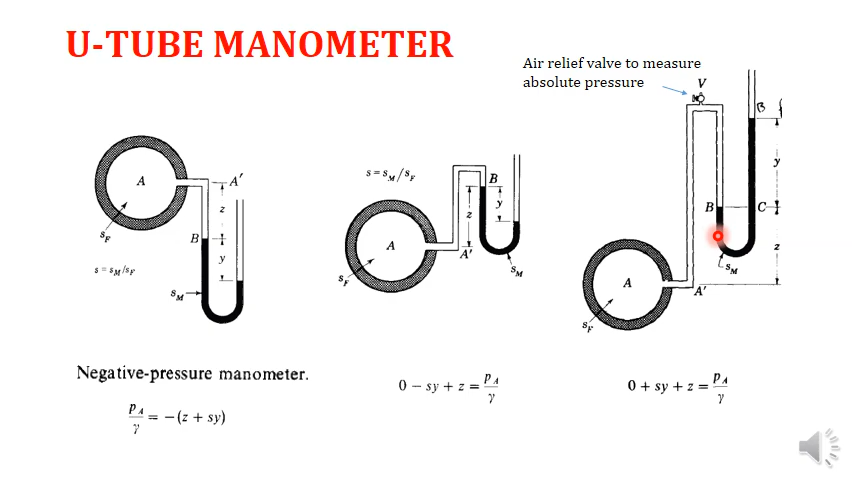 U-TUBE MANOMETER
Air relief valve to measure
absolute pressure
V
B
y
B
C
z
s_M
A
A'
s_F
A
A'
z
B
y
s_F
s = s_M/s_F
s_M
s = s_M/s_F
B
z
y
A
A'
s_F
s_M
Negative-pressure manometer.
p_A/γ = −(z + sy)
0 − sy + z = p_A/γ
0 + sy + z = p_A/γ